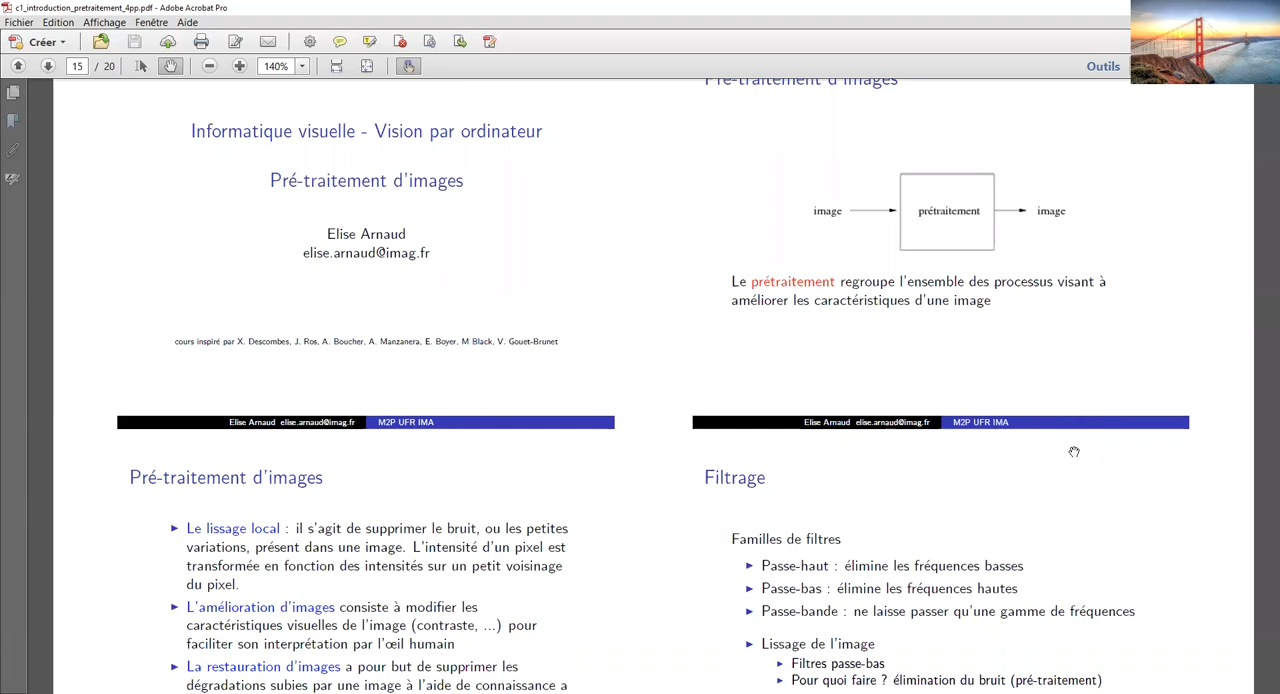 c1_introduction_pretraitement_4pp.pdf - Adobe Acrobat Pro
Fichier Edition Affichage Fenêtre Aide
Créer
15 / 20 140% Outils
Informatique visuelle - Vision par ordinateur
Pré-traitement d'images
Elise Arnaud
elise.arnaud@imag.fr
cours inspiré par X. Descombes, J. Ros, A. Boucher, A. Manzanera, E. Boyer, M Black, V. Gouet-Brunet
Elise Arnaud elise.arnaud@imag.fr M2P UFR IMA
Pré-traitement d'images
image prétraitement image
Le prétraitement regroupe l'ensemble des processus visant à
améliorer les caractéristiques d'une image
Elise Arnaud elise.arnaud@imag.fr M2P UFR IMA
Pré-traitement d'images
Le lissage local : il s'agit de supprimer le bruit, ou les petites
variations, présent dans une image. L'intensité d'un pixel est
transformée en fonction des intensités sur un petit voisinage
du pixel.
L'amélioration d'images consiste à modifier les
caractéristiques visuelles de l'image (contraste, ...) pour
faciliter son interprétation par l'œil humain
La restauration d'images a pour but de supprimer les
dégradations subies par une image à l'aide de connaissance a
Filtrage
Familles de filtres
Passe-haut : élimine les fréquences basses
Passe-bas : élimine les fréquences hautes
Passe-bande : ne laisse passer qu'une gamme de fréquences
Lissage de l'image
Filtres passe-bas
Pour quoi faire ? élimination du bruit (pré-traitement)